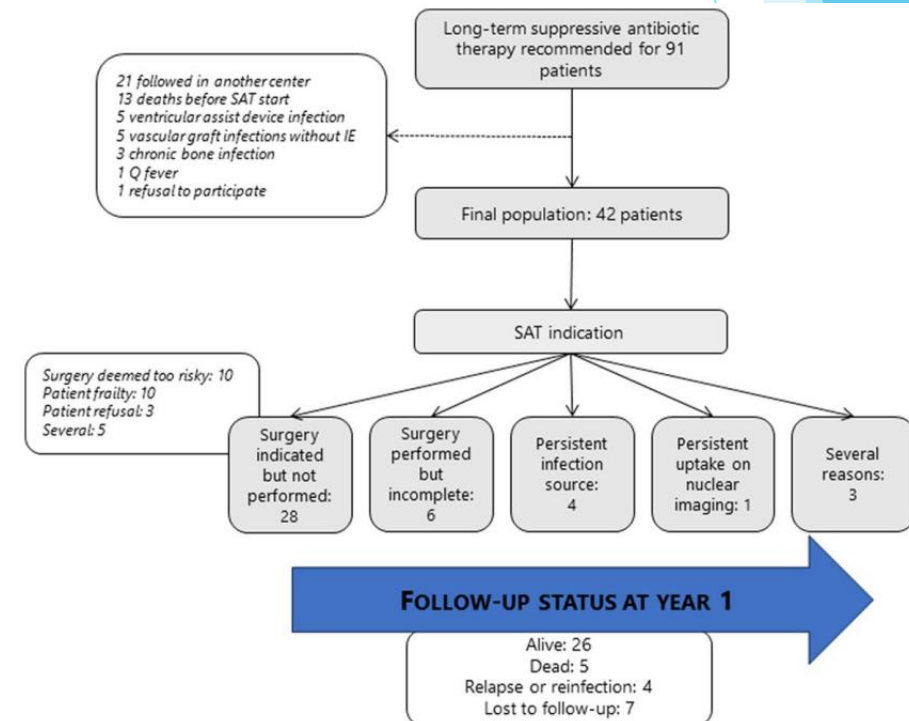 Long-term suppressive antibiotic
therapy recommended for 91
patients
21 followed in another center
13 deaths before SAT start
5 ventricular assist device infection
5 vascular graft infections without IE
3 chronic bone infection
1 Q fever
1 refusal to participate
Final population: 42 patients
SAT indication
Surgery deemed too risky: 10
Patient frailty: 10
Patient refusal: 3
Several: 5
Surgery
indicated
but not
performed:
28
Surgery
performed
but
incomplete:
6
Persistent
infection
source:
4
Persistent
uptake on
nuclear
imaging: 1
Several
reasons:
3
FOLLOW-UP STATUS AT YEAR 1
Alive: 26
Dead: 5
Relapse or reinfection: 4
Lost to follow-up: 7